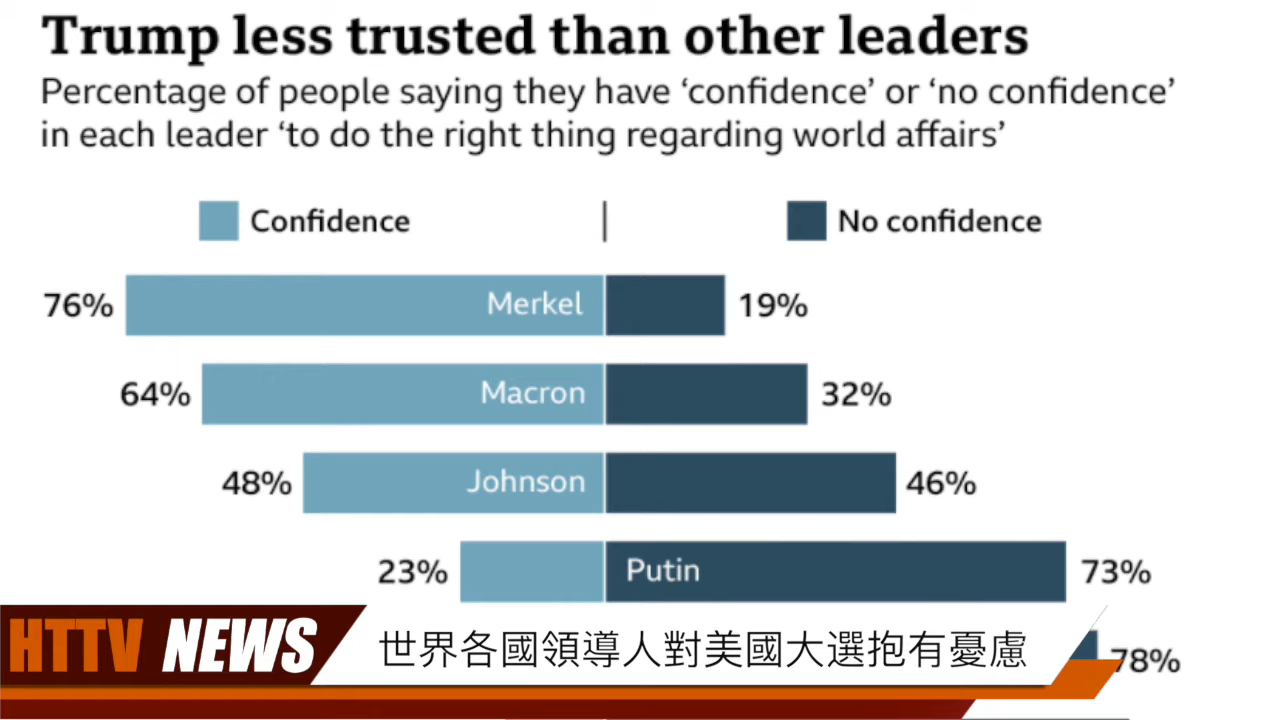 Trump less trusted than other leaders
Percentage of people saying they have ‘confidence’ or ‘no confidence’
in each leader ‘to do the right thing regarding world affairs’
Confidence | No confidence
76% Merkel 19%
64% Macron 32%
48% Johnson 46%
23% Putin 73%
HTTV NEWS 世界各國領導人對美國大選抱有憂慮 78%